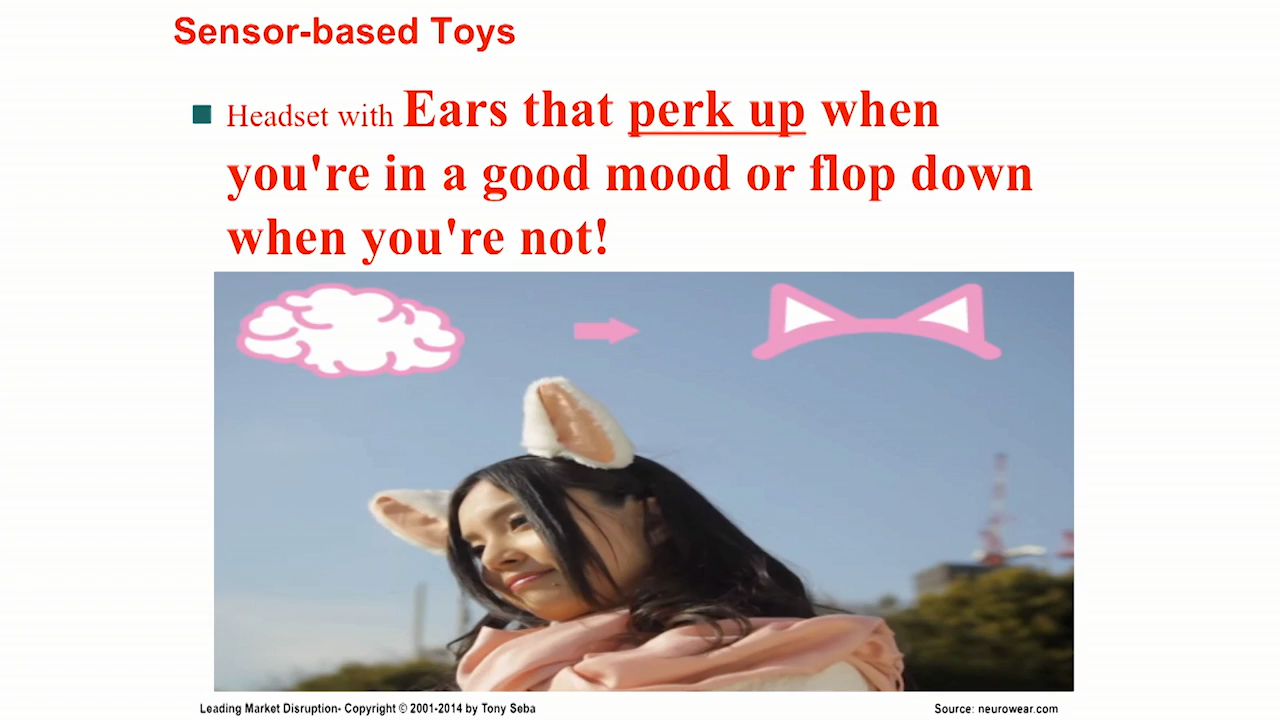 Sensor-based Toys
Headset with Ears that perk up when
you're in a good mood or flop down
when you're not!
Leading Market Disruption- Copyright © 2001-2014 by Tony Seba
Source: neurowear.com